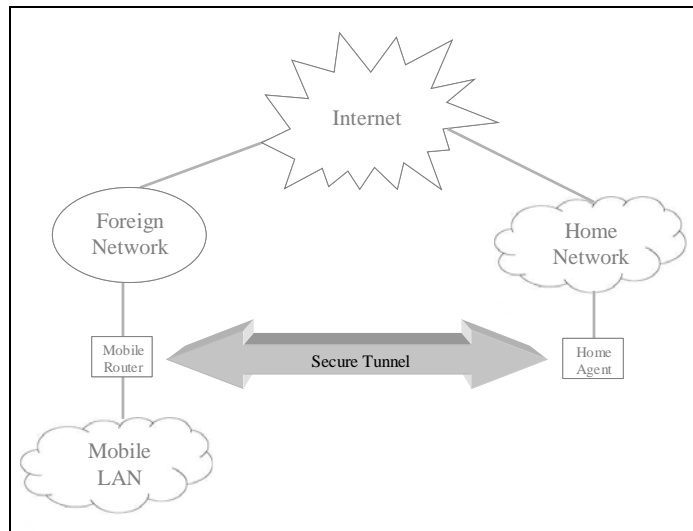 Internet
Foreign
Network
Home
Network
Mobile
Router
Secure Tunnel
Home
Agent
Mobile
LAN